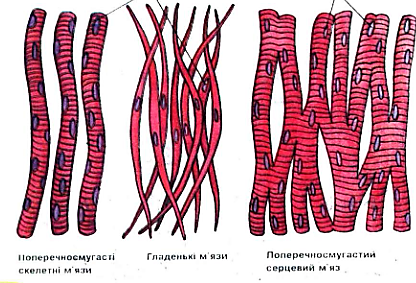 Поперечносмугасті
скелетні м'язи
Гладенькі м'язи
Поперечносмугастий
серцевий м'яз